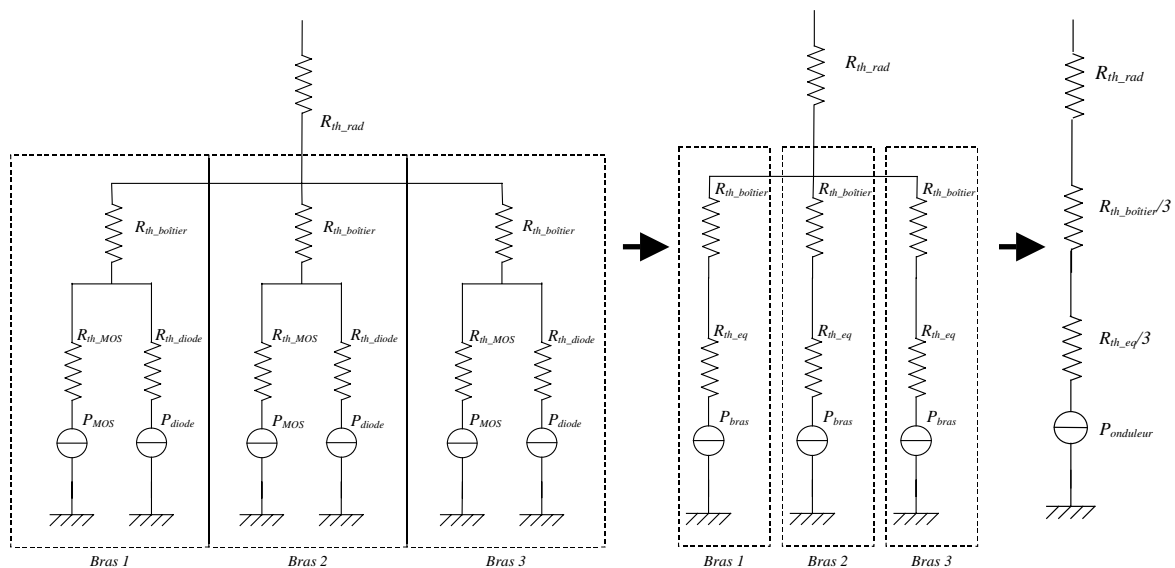 R_th_rad
R_th_boîtier R_th_boîtier R_th_boîtier
R_th_MOS R_th_diode R_th_MOS R_th_diode R_th_MOS R_th_diode
P_MOS P_diode P_MOS P_diode P_MOS P_diode
Bras 1 Bras 2 Bras 3
R_th_rad
R_th_boîtier R_th_boîtier R_th_boîtier
R_th_eq R_th_eq R_th_eq
P_bras P_bras P_bras
Bras 1 Bras 2 Bras 3
R_th_rad
R_th_boîtier/3
R_th_eq/3
P_onduleur